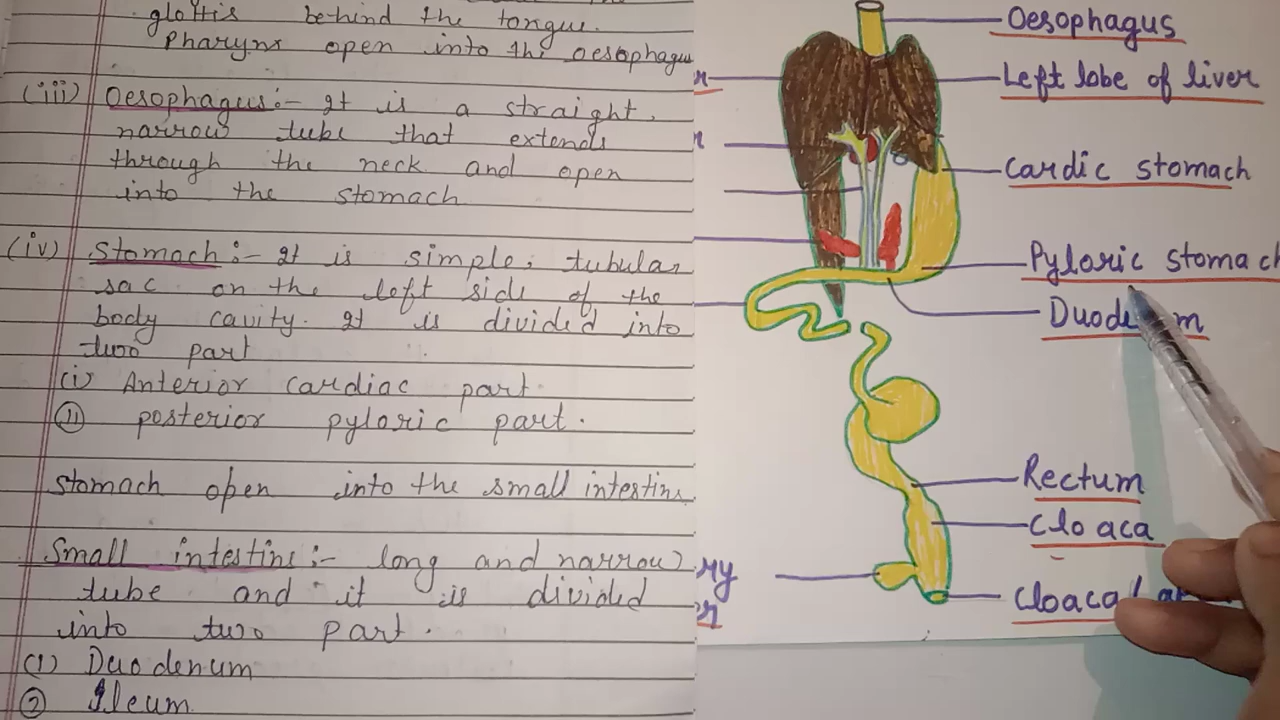 glottis behind the tongue.
Pharynx open into the oesophagus
(iii) Oesophagus :- It is a straight,
narrow tube that extends
through the neck and open
into the stomach
(iv) Stomach :- It is simple, tubular
sac on the left side of the
body cavity. It is divided into
two part
(i) Anterior cardiac part.
(ii) posterior pyloric part.
Stomach open into the small intestins
Small intestins :- long and narrow
tube and it is divided
into two part.
(1) Duodenum
(2) Ileum
Oesophagus
Left lobe of liver
Cardic stomach
Pyloric stomach
Rectum
Cloaca